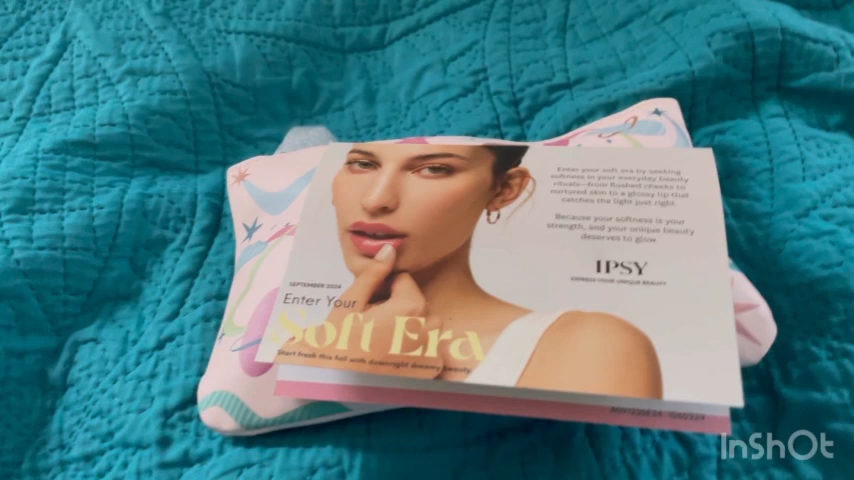 Enter your soft era by seeking
softness in your everyday beauty
rituals—from flushed cheeks to
nurtured skin to a glossy lip that
catches the light just right.
Because your softness is your
strength, and your unique beauty
deserves to glow.
IPSY
EXPRESS YOUR UNIQUE BEAUTY
SEPTEMBER 2024
Enter Your
Soft Era
Start fresh this fall with downright dreamy beauty
InShOt